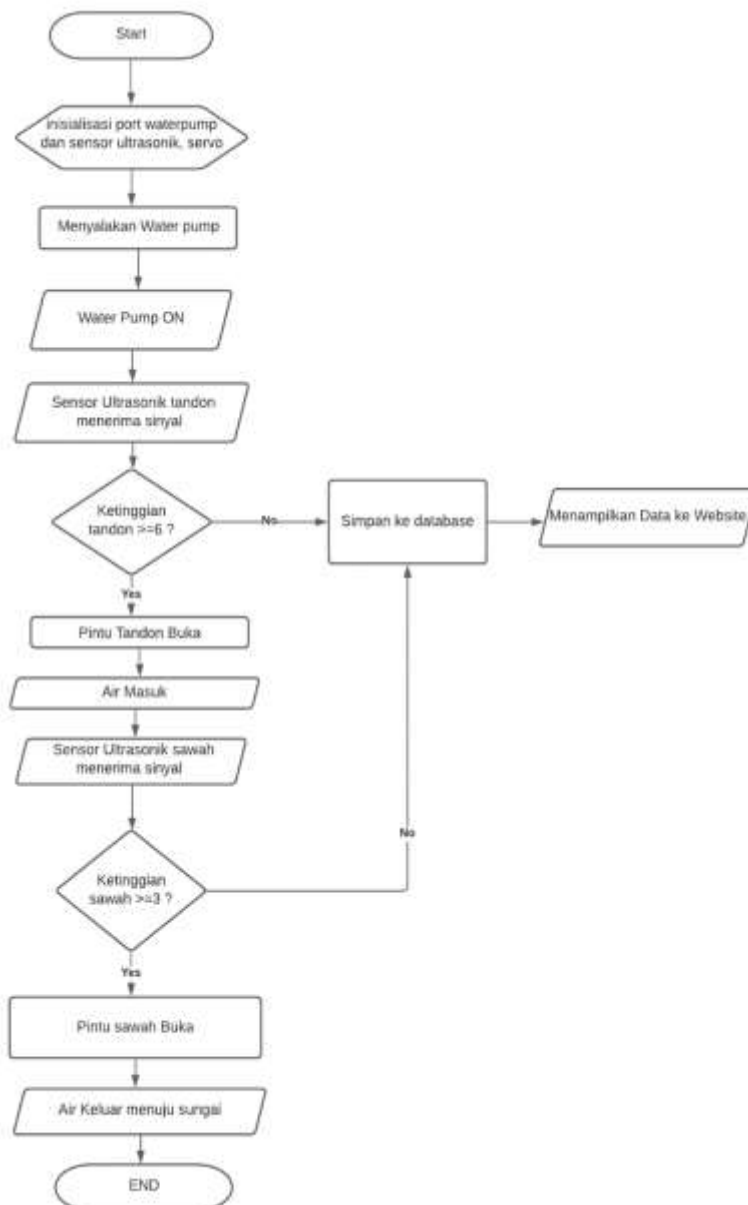 Start
inisialisasi port waterpump
dan sensor ultrasonik, servo
Menyalakan Water pump
Water Pump ON
Sensor Ultrasonik tandon
menerima sinyal
Ketinggian
tandon >=6 ?
No
Simpan ke database
Menampilkan Data ke Website
Yes
Pintu Tandon Buka
Air Masuk
Sensor Ultrasonik sawah
menerima sinyal
No
Ketinggian
sawah >=3 ?
Yes
Pintu sawah Buka
Air Keluar menuju sungai
END